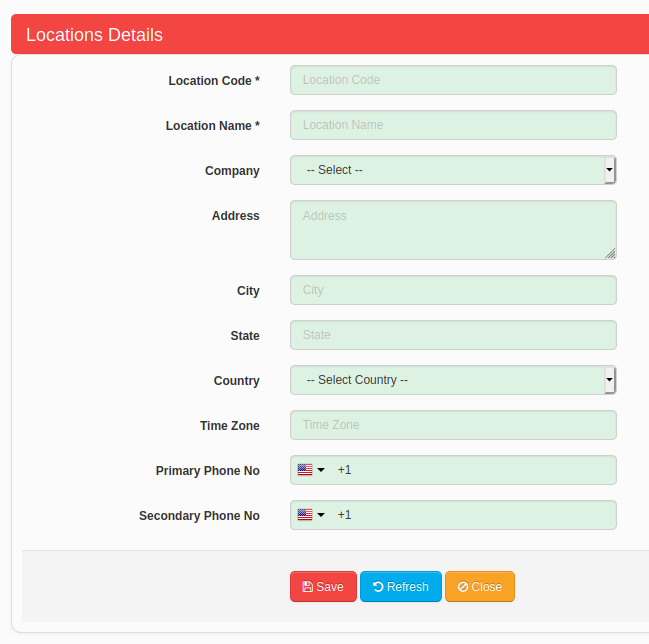 Locations Details
Location Code * Location Code
Location Name * Location Name
Company -- Select --
Address Address
City City
State State
Country -- Select Country --
Time Zone Time Zone
Primary Phone No +1
Secondary Phone No +1
Save Refresh Close